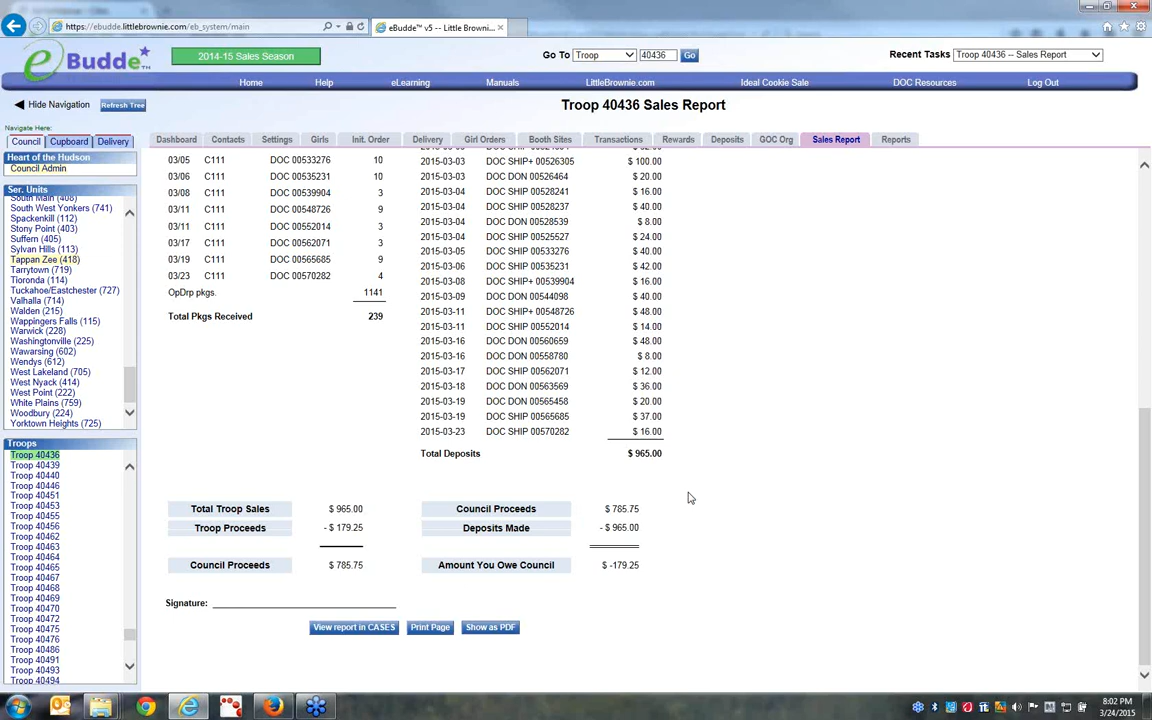 https://ebudde.littlebrownie.com/eb_system/main
eBudde™ v5 -- Little Browni...
eBudde™
2014-15 Sales Season
Go To Troop 40436 Go
Recent Tasks Troop 40436 -- Sales Report
Home Help eLearning Manuals LittleBrownie.com Ideal Cookie Sale DOC Resources Log Out
Hide Navigation Refresh Tree
Troop 40436 Sales Report
Navigate Here:
Council Cupboard Delivery
Dashboard Contacts Settings Girls Init. Order Delivery Girl Orders Booth Sites Transactions Rewards Deposits GOC Org Sales Report Reports
Heart of the Hudson
Council Admin
Ser. Units
South Main (408)
South West Yonkers (741)
Spackenkill (112)
Stony Point (403)
Suffern (405)
Sylvan Hills (113)
Tappan Zee (418)
Tarrytown (719)
Tioronda (114)
Tuckahoe/Eastchester (727)
Valhalla (714)
Walden (215)
Wappingers Falls (115)
Warwick (228)
Washingtonville (225)
Wawarsing (602)
Wendys (612)
West Lakeland (705)
West Nyack (414)
West Point (222)
White Plains (759)
Woodbury (224)
Yorktown Heights (725)
Troops
Troop 40436
Troop 40439
Troop 40440
Troop 40446
Troop 40451
Troop 40453
Troop 40455
Troop 40456
Troop 40462
Troop 40463
Troop 40464
Troop 40465
Troop 40467
Troop 40468
Troop 40469
Troop 40470
Troop 40472
Troop 40475
Troop 40476
Troop 40486
Troop 40491
Troop 40493
Troop 40494
03/05 C111 DOC 00533276 10
03/06 C111 DOC 00535231 10
03/08 C111 DOC 00539904 3
03/11 C111 DOC 00548726 9
03/11 C111 DOC 00552014 3
03/17 C111 DOC 00562071 3
03/19 C111 DOC 00565685 9
03/23 C111 DOC 00570282 4
OpDrp pkgs. 1141
Total Pkgs Received 239
2015-03-03 DOC SHIP+ 00526305 $ 100.00
2015-03-03 DOC DON 00526464 $ 20.00
2015-03-04 DOC SHIP 00528241 $ 16.00
2015-03-04 DOC SHIP 00528237 $ 40.00
2015-03-04 DOC DON 00528539 $ 8.00
2015-03-04 DOC SHIP 00525527 $ 24.00
2015-03-05 DOC SHIP 00533276 $ 40.00
2015-03-06 DOC SHIP 00535231 $ 42.00
2015-03-08 DOC SHIP+ 00539904 $ 16.00
2015-03-09 DOC DON 00544098 $ 40.00
2015-03-11 DOC SHIP+ 00548726 $ 48.00
2015-03-11 DOC SHIP 00552014 $ 14.00
2015-03-16 DOC DON 00560659 $ 48.00
2015-03-16 DOC DON 00558780 $ 8.00
2015-03-17 DOC SHIP 00562071 $ 12.00
2015-03-18 DOC DON 00563569 $ 36.00
2015-03-19 DOC DON 00565458 $ 20.00
2015-03-19 DOC SHIP 00565685 $ 37.00
2015-03-23 DOC SHIP 00570282 $ 16.00
Total Deposits $ 965.00
Total Troop Sales $ 965.00
Troop Proceeds - $ 179.25
Council Proceeds $ 785.75
Council Proceeds $ 785.75
Deposits Made - $ 965.00
Amount You Owe Council $ -179.25
Signature:
View report in CASES Print Page Show as PDF
8:02 PM
3/24/2015